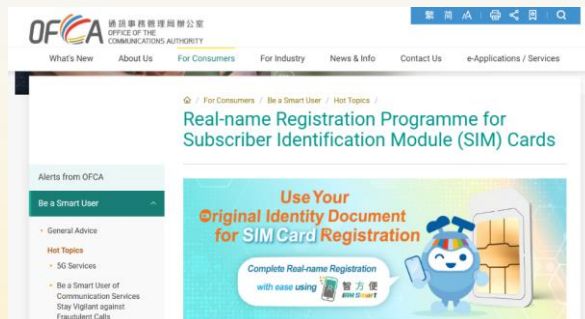 繁 简 AA
OFCA
通訊事務管理局辦公室
OFFICE OF THE
COMMUNICATIONS AUTHORITY
What's New About Us For Consumers For Industry News & Info Contact Us e-Applications / Services
/ For Consumers / Be a Smart User / Hot Topics /
Real-name Registration Programme for
Subscriber Identification Module (SIM) Cards
Alerts from OFCA
Be a Smart User
General Advice
Hot Topics
5G Services
Be a Smart User of
Communication Services
Stay Vigilant against
Fraudulent Calls
Use Your
Original Identity Document
for SIM Card Registration
Complete Real-name Registration
with ease using 智方便
iAM Smart